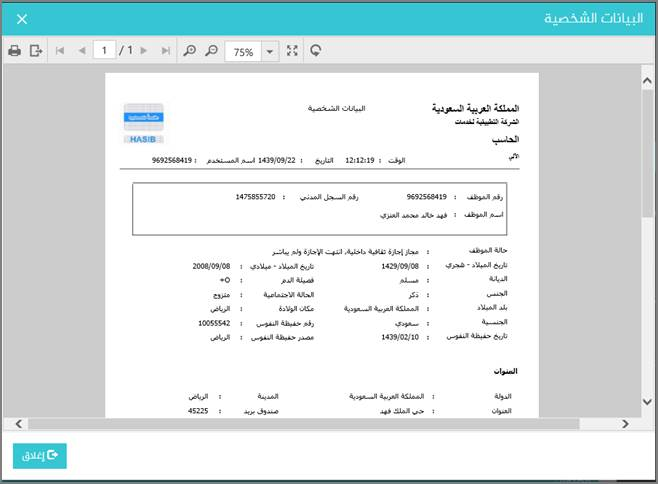 البيانات الشخصية
1 / 1
75%
المملكة العربية السعودية
الشركة التطبيقية لخدمات
الحاسب
الآلي
البيانات الشخصية
HASIB
الوقت : 12:12:19 التاريخ : 1439/09/22 اسم المستخدم : 9692568419
رقم الموظف : 9692568419 رقم السجل المدني : 1475855720
اسم الموظف : فهد خالد محمد العنزي
حالة الموظف : مجاز إجازة ثقافية داخلية، انتهت الإجازة ولم يباشر
تاريخ الميلاد - هجري : 1429/09/08 تاريخ الميلاد - ميلادي : 2008/09/08
الديانة : مسلم فصيلة الدم : O+
الجنس : ذكر الحالة الاجتماعية : متزوج
بلد الميلاد : المملكة العربية السعودية مكان الولادة : الرياض
الجنسية : سعودي رقم حفيظة النفوس : 10055542
تاريخ حفيظة النفوس : 1439/02/10 مصدر حفيظة النفوس : الرياض
العنوان
الدولة : المملكة العربية السعودية المدينة : الرياض
العنوان : حي الملك فهد صندوق بريد : 45225
إغلاق